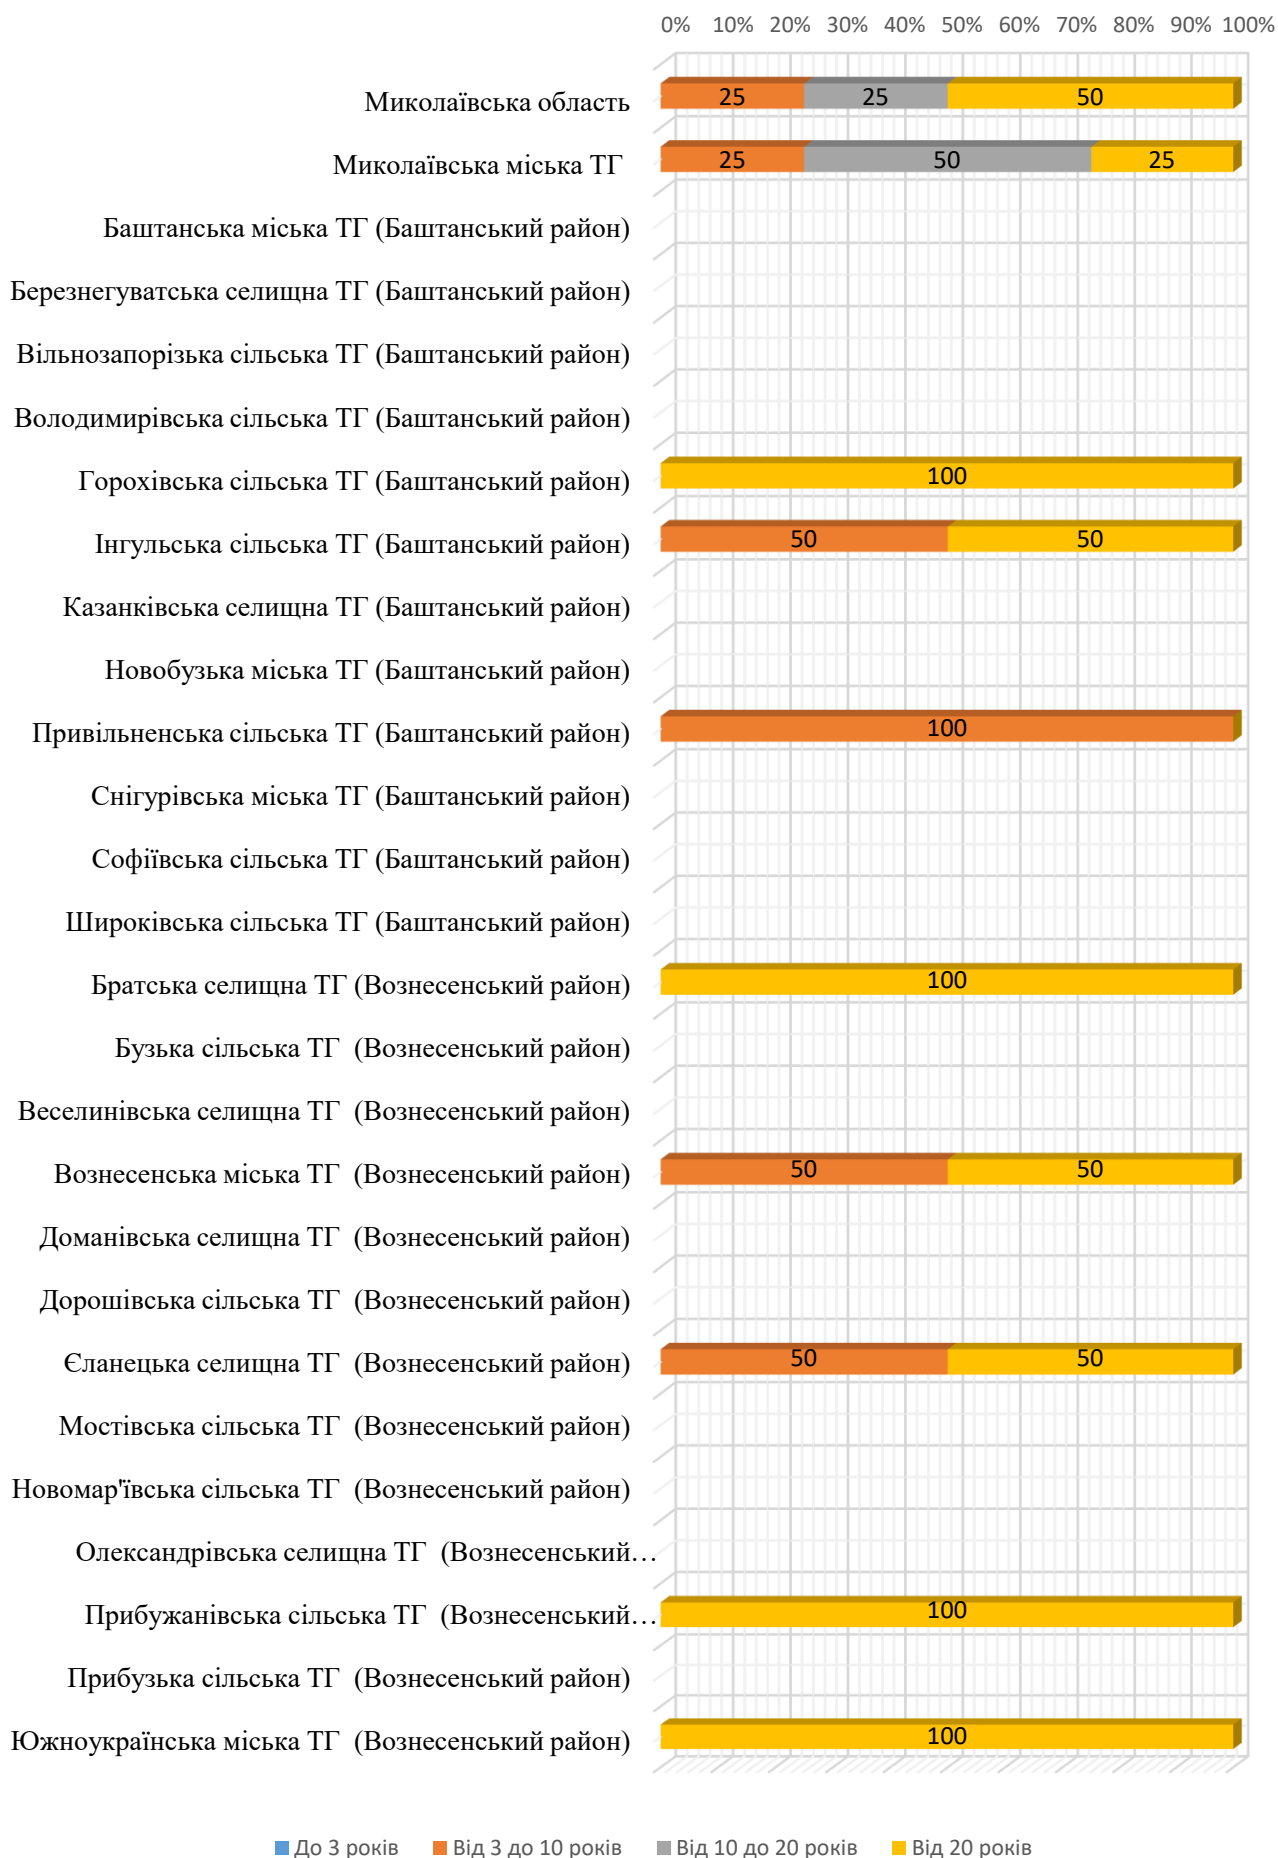 0% 10% 20% 30% 40% 50% 60% 70% 80% 90% 100%
Миколаївська область 25 25 50
Миколаївська міська ТГ 25 50 25
Баштанська міська ТГ (Баштанський район)
Березнегуватська селищна ТГ (Баштанський район)
Вільнозапорізька сільська ТГ (Баштанський район)
Володимирівська сільська ТГ (Баштанський район)
Горохівська сільська ТГ (Баштанський район) 100
Інгульська сільська ТГ (Баштанський район) 50 50
Казанківська селищна ТГ (Баштанський район)
Новобузька міська ТГ (Баштанський район)
Привільненська сільська ТГ (Баштанський район) 100
Снігурівська міська ТГ (Баштанський район)
Софіївська сільська ТГ (Баштанський район)
Широківська сільська ТГ (Баштанський район)
Братська селищна ТГ (Вознесенський район) 100
Бузька сільська ТГ (Вознесенський район)
Веселинівська селищна ТГ (Вознесенський район)
Вознесенська міська ТГ (Вознесенський район) 50 50
Доманівська селищна ТГ (Вознесенський район)
Дорошівська сільська ТГ (Вознесенський район)
Єланецька селищна ТГ (Вознесенський район) 50 50
Мостівська сільська ТГ (Вознесенський район)
Новомар'ївська сільська ТГ (Вознесенський район)
Олександрівська селищна ТГ (Вознесенський…
Прибужанівська сільська ТГ (Вознесенський… 100
Прибузька сільська ТГ (Вознесенський район)
Южноукраїнська міська ТГ (Вознесенський район) 100
До 3 років Від 3 до 10 років Від 10 до 20 років Від 20 років